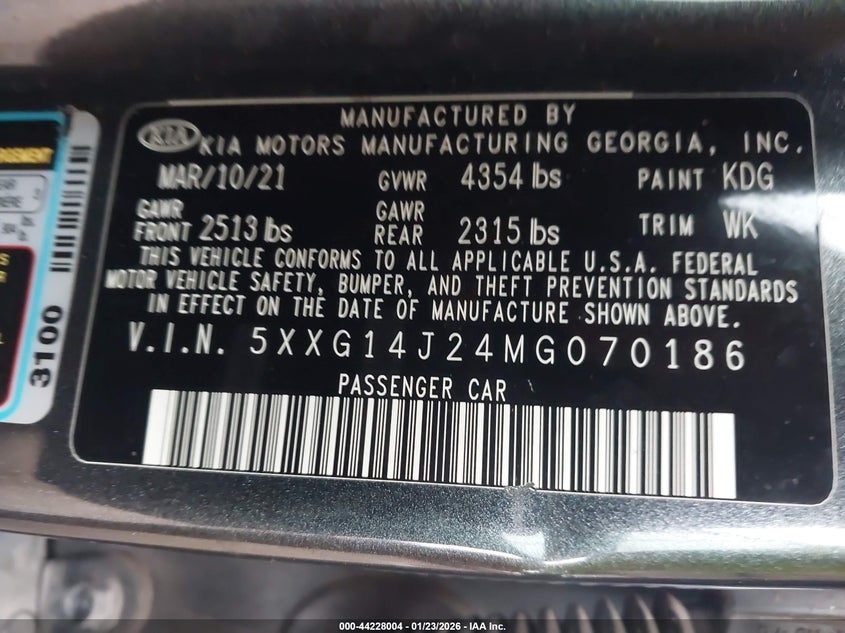 MANUFACTURED BY
KIA KIA MOTORS MANUFACTURING GEORGIA, INC.
MAR/10/21 GVWR 4354 lbs PAINT KDG
GAWR FRONT 2513 lbs GAWR REAR 2315 lbs TRIM WK
THIS VEHICLE CONFORMS TO ALL APPLICABLE U.S.A. FEDERAL
MOTOR VEHICLE SAFETY, BUMPER, AND THEFT PREVENTION STANDARDS
IN EFFECT ON THE DATE OF MANUFACTURE SHOWN ABOVE.
V.I.N. 5XXG14J24MG070186
PASSENGER CAR
3100
000-44228004 | 01/23/2026 - IAA Inc.